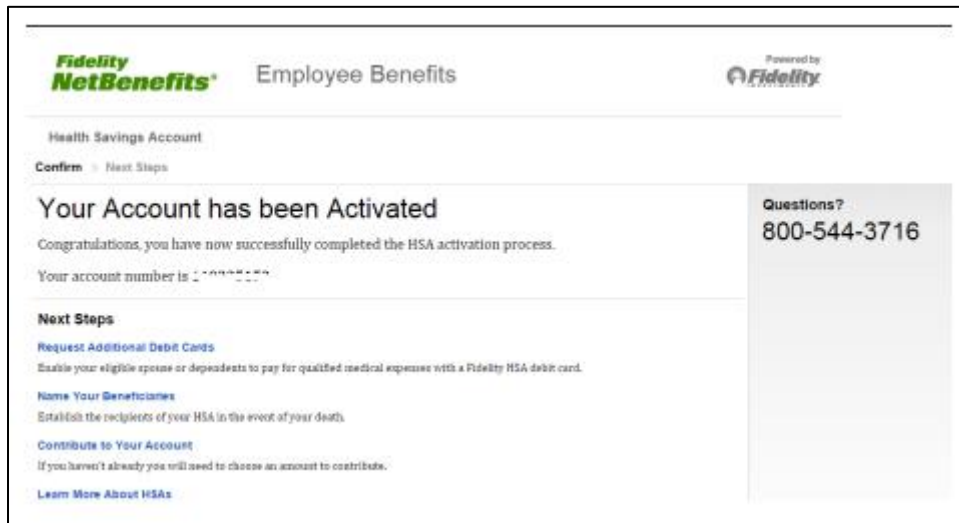 Fidelity
NetBenefits®
Employee Benefits
Powered by
Fidelity
INVESTMENTS
Health Savings Account
Confirm > Next Steps
Your Account has been Activated
Congratulations, you have now successfully completed the HSA activation process.
Your account number is
Next Steps
Request Additional Debit Cards
Enable your eligible spouse or dependents to pay for qualified medical expenses with a Fidelity HSA debit card.
Name Your Beneficiaries
Establish the recipients of your HSA in the event of your death.
Contribute to Your Account
If you haven't already you will need to choose an amount to contribute.
Learn More About HSAs
Questions?
800-544-3716